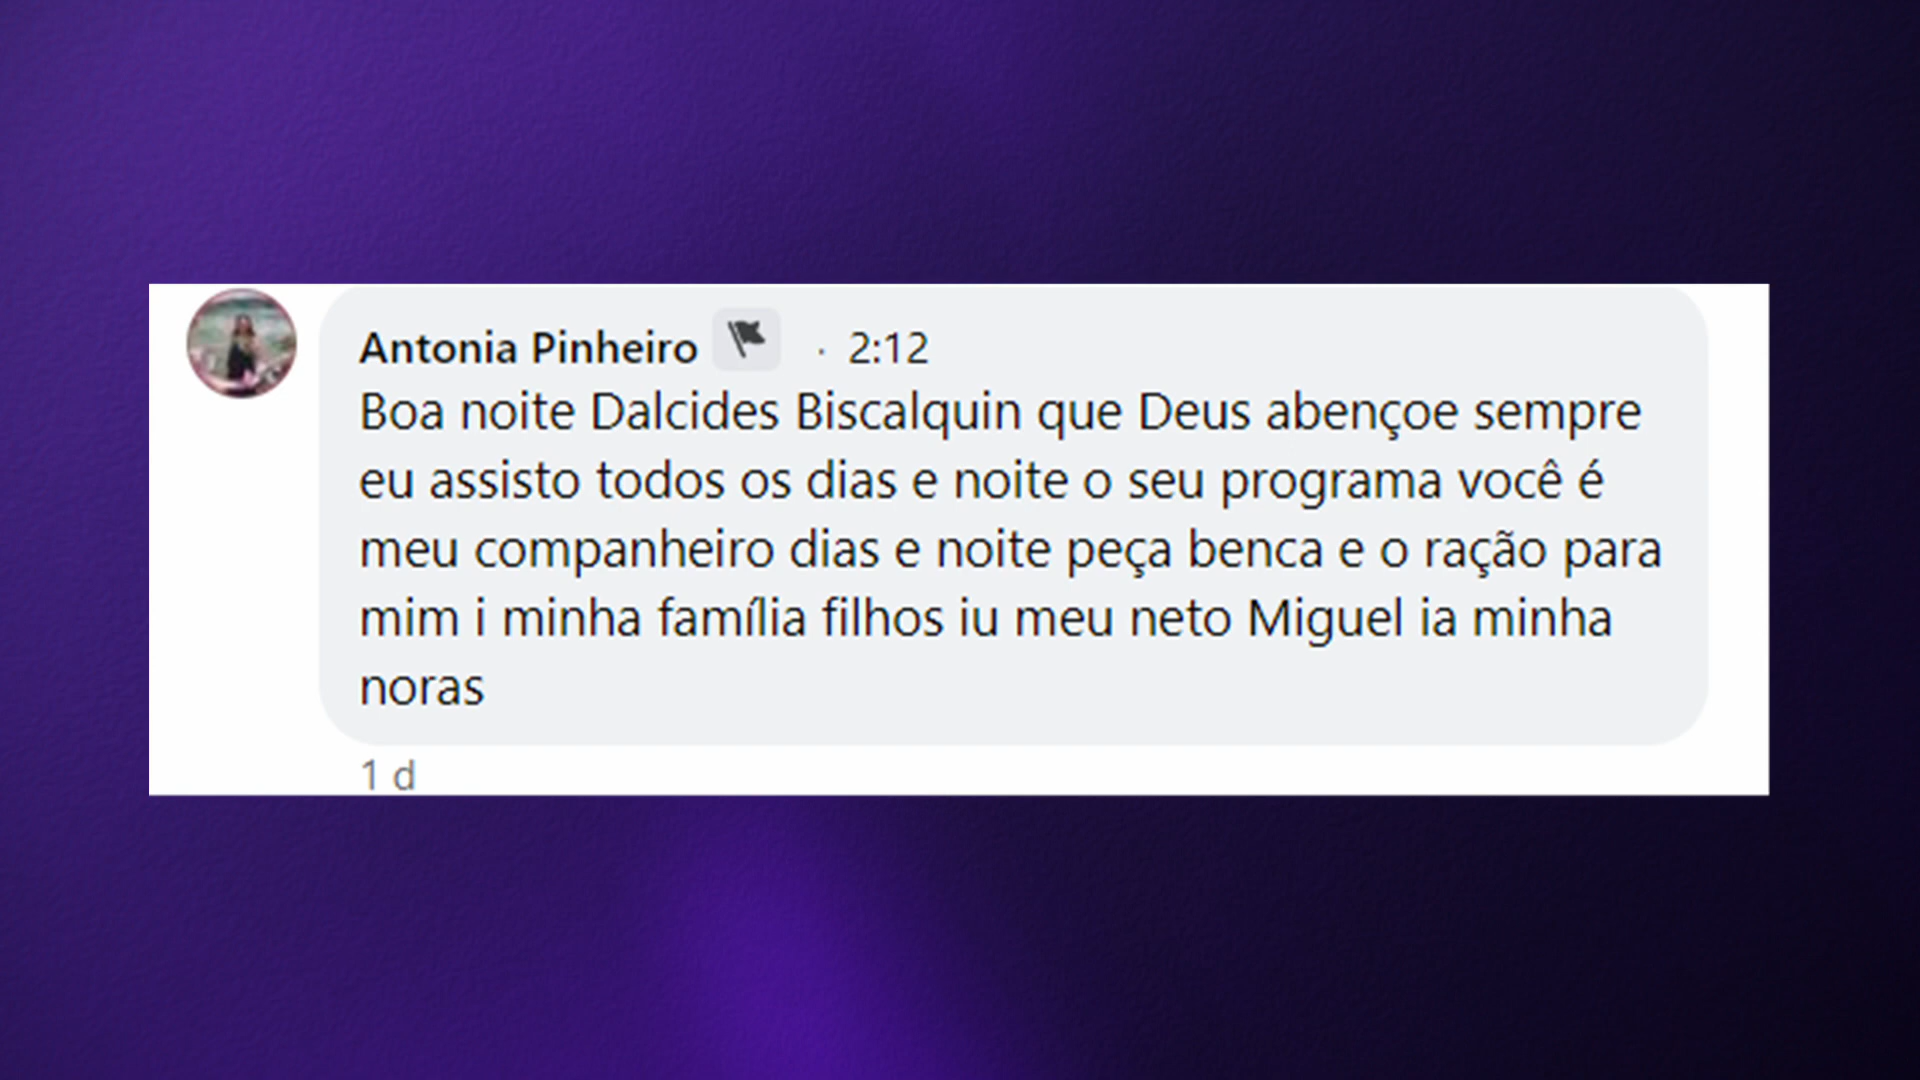 Antonia Pinheiro · 2:12
Boa noite Dalcides Biscalquin que Deus abençoe sempre
eu assisto todos os dias e noite o seu programa você é
meu companheiro dias e noite peça benca e o ração para
mim i minha família filhos iu meu neto Miguel ia minha
noras
1 d